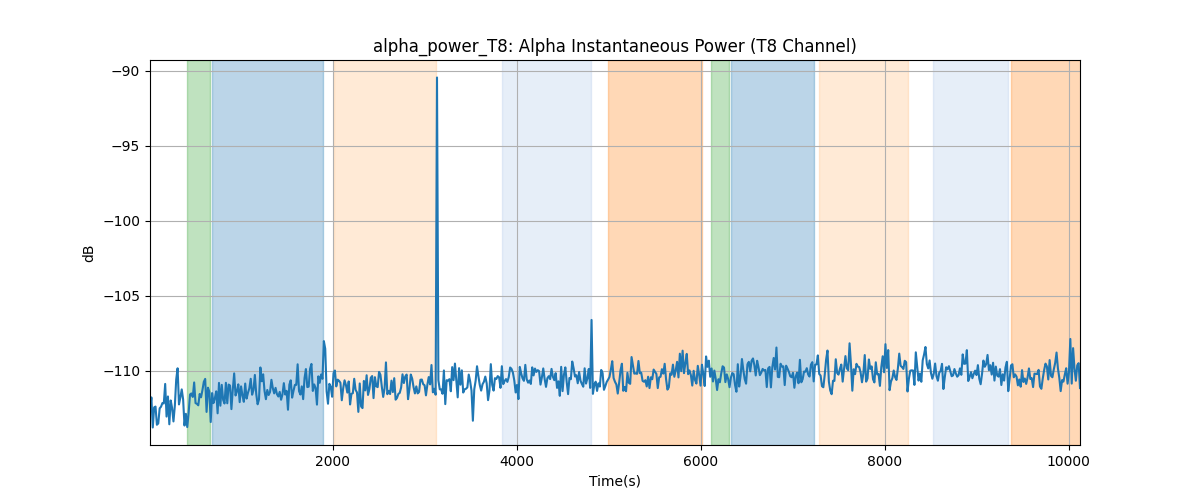 alpha_power_T8: Alpha Instantaneous Power (T8 Channel)
−90
−95
−100
−105
−110
dB
2000 4000 6000 8000 10000
Time(s)